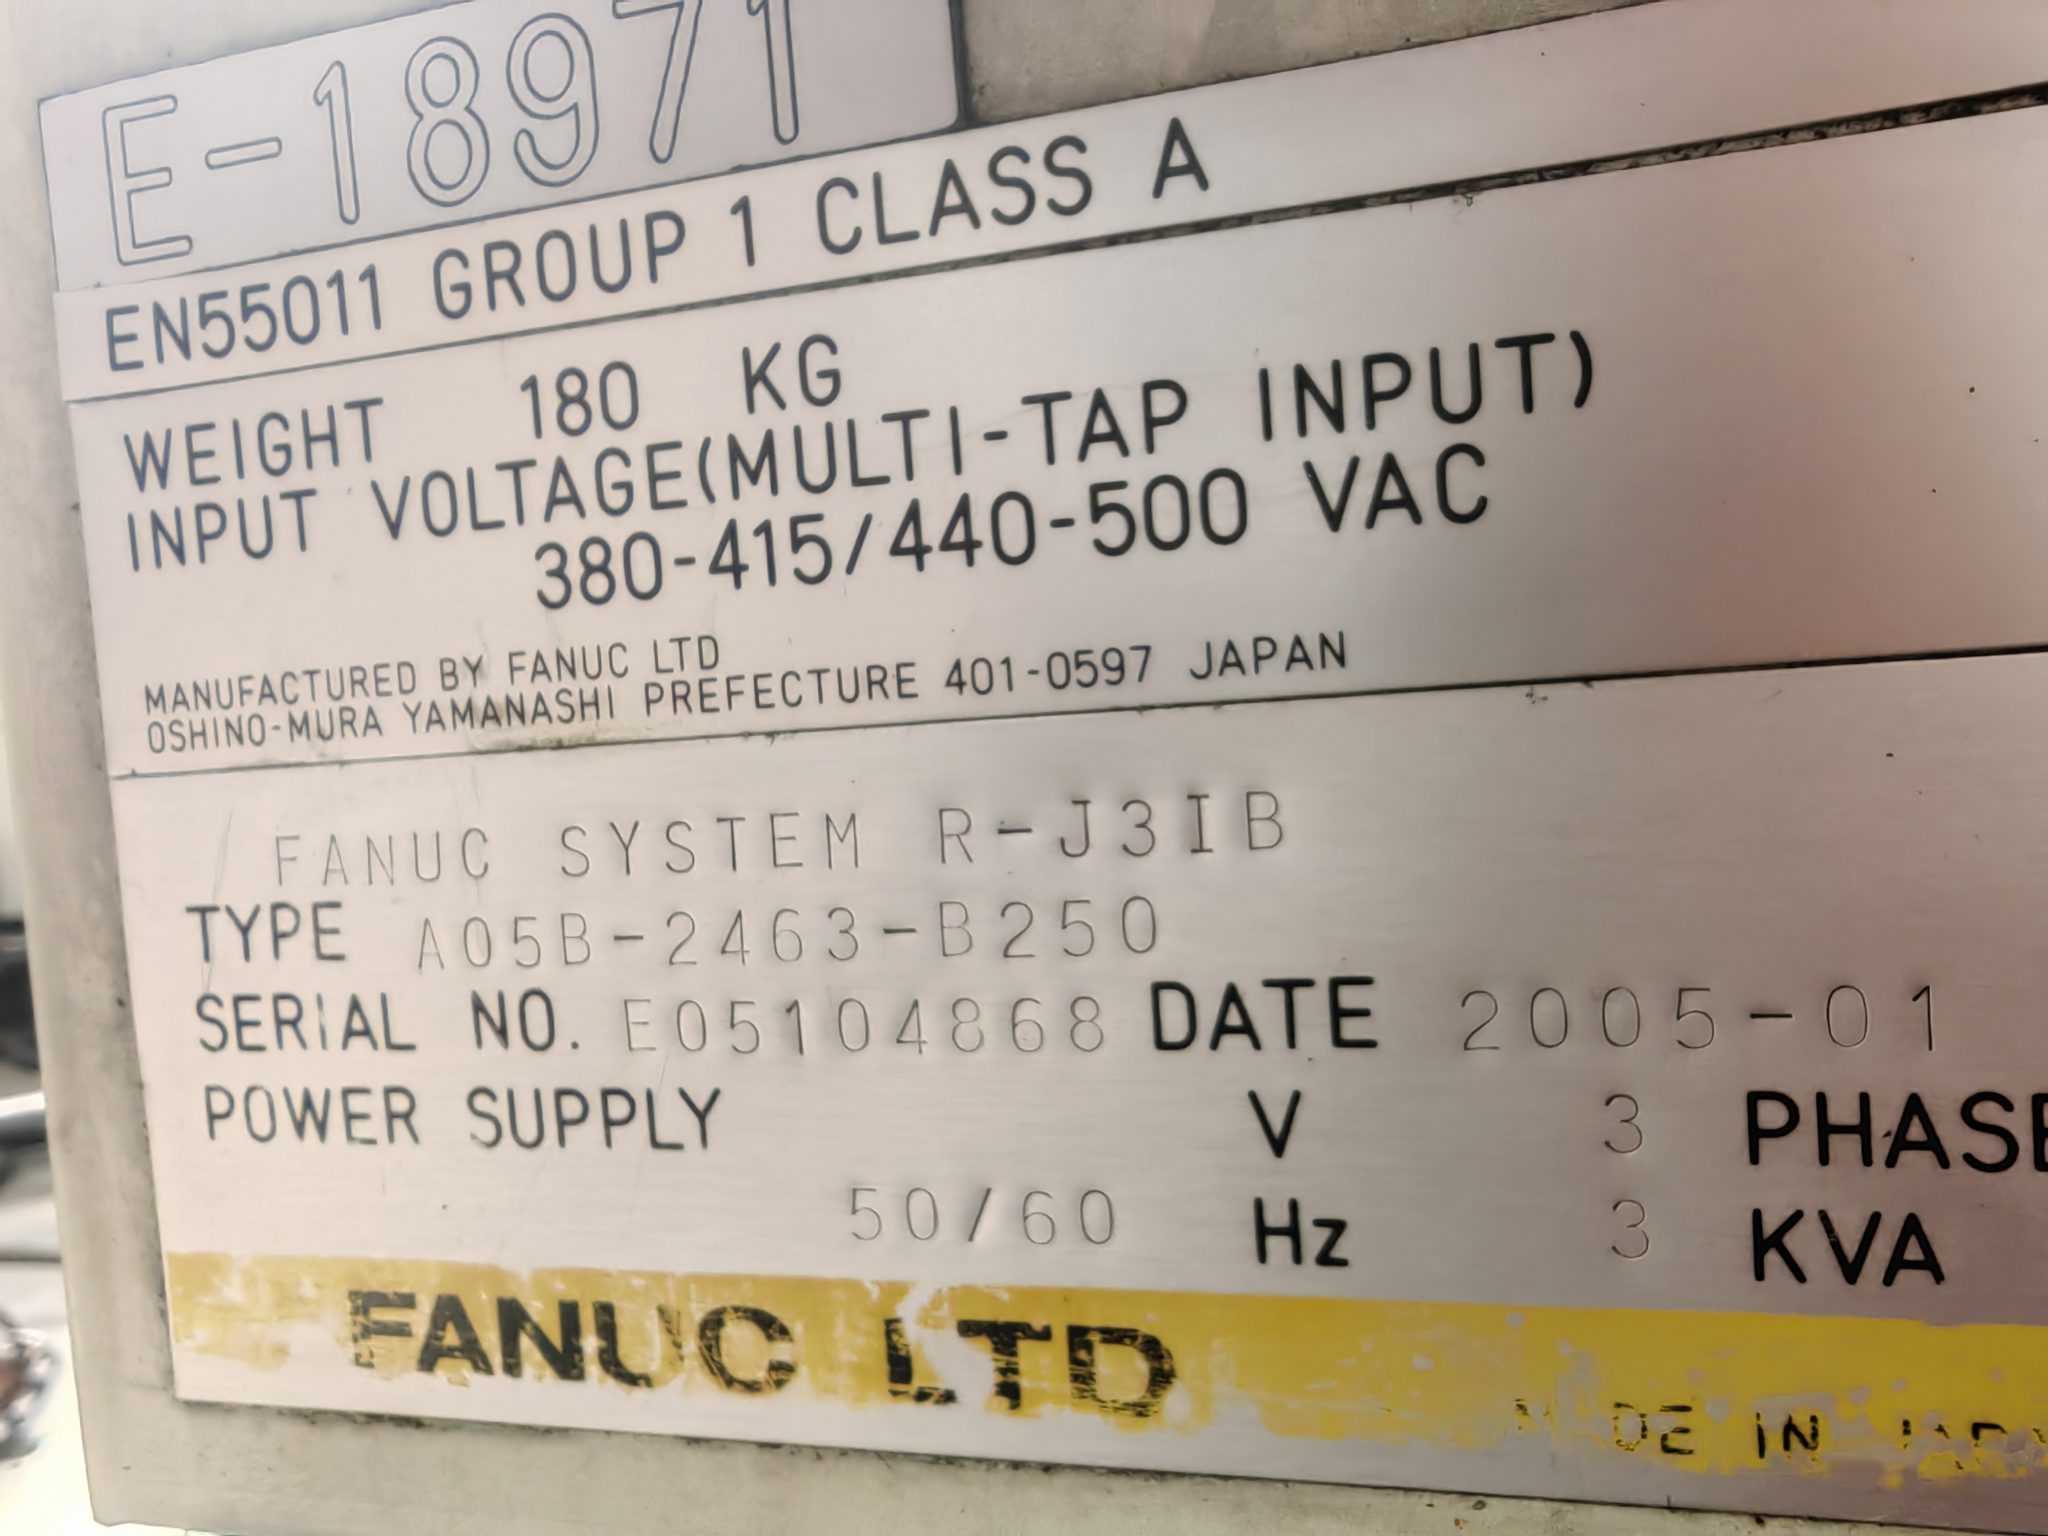 E-18971
EN55011 GROUP 1 CLASS A
WEIGHT 180 KG
INPUT VOLTAGE(MULTI-TAP INPUT)
380-415/440-500 VAC
MANUFACTURED BY FANUC LTD
OSHINO-MURA YAMANASHI PREFECTURE 401-0597 JAPAN
FANUC SYSTEM R-J3IB
TYPE A05B-2463-B250
SERIAL NO. E05104868 DATE 2005-01
POWER SUPPLY V 3 PHASE
50/60 Hz 3 KVA
FANUC LTD
IN